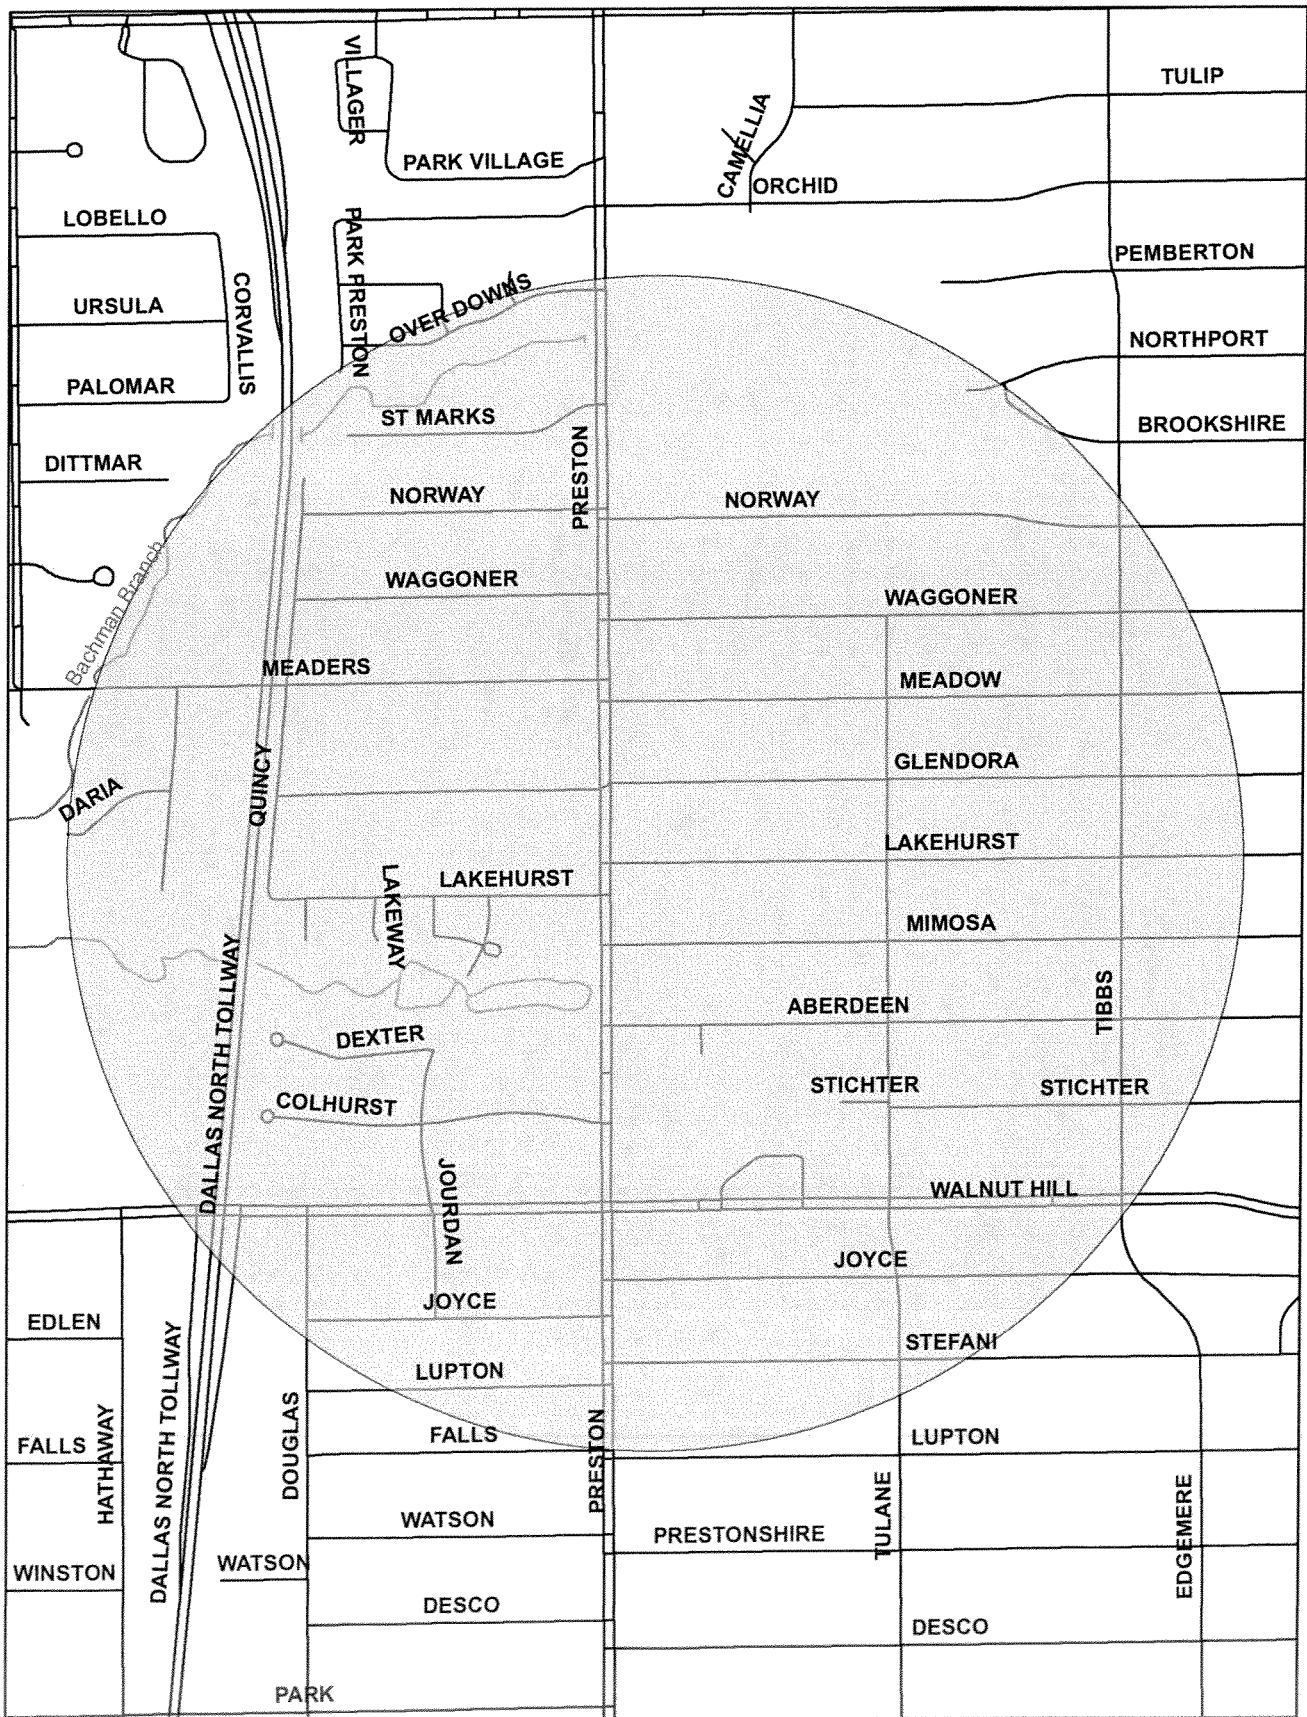 VILLAGER
TULIP
CAMELLIA
PARK VILLAGE
ORCHID
LOBELLO
PARK PRESTON
PEMBERTON
CORVALLIS
URSULA
OVER DOWNS
NORTHPORT
PALOMAR
ST MARKS
BROOKSHIRE
DITTMAR
PRESTON
NORWAY
NORWAY
WAGGONER
WAGGONER
Bachman Branch
MEADERS
MEADOW
QUINCY
GLENDORA
DARIA
LAKEHURST
LAKEWAY
LAKEHURST
MIMOSA
DALLAS NORTH TOLLWAY
TIBBS
ABERDEEN
DEXTER
STICHTER
STICHTER
COLHURST
JOURDAN
WALNUT HILL
JOYCE
JOYCE
EDLEN
DALLAS NORTH TOLLWAY
STEFANI
LUPTON
HATHAWAY
DOUGLAS
PRESTON
FALLS
FALLS
LUPTON
TULANE
EDGEMERE
WATSON
PRESTONSHIRE
WINSTON
WATSON
DESCO
DESCO
PARK